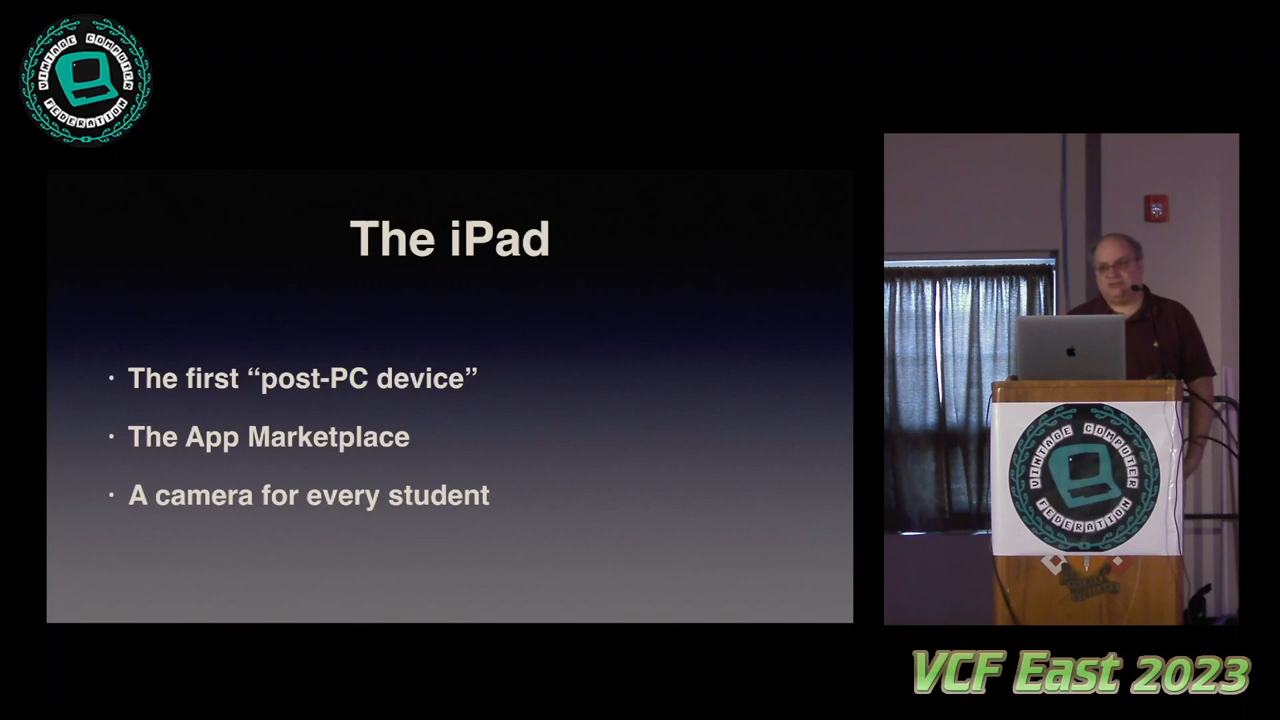 VINTAGE COMPUTER
FEDERATION
The iPad
· The first “post-PC device”
· The App Marketplace
· A camera for every student
VINTAGE COMPUTER
FEDERATION
VCF East 2023